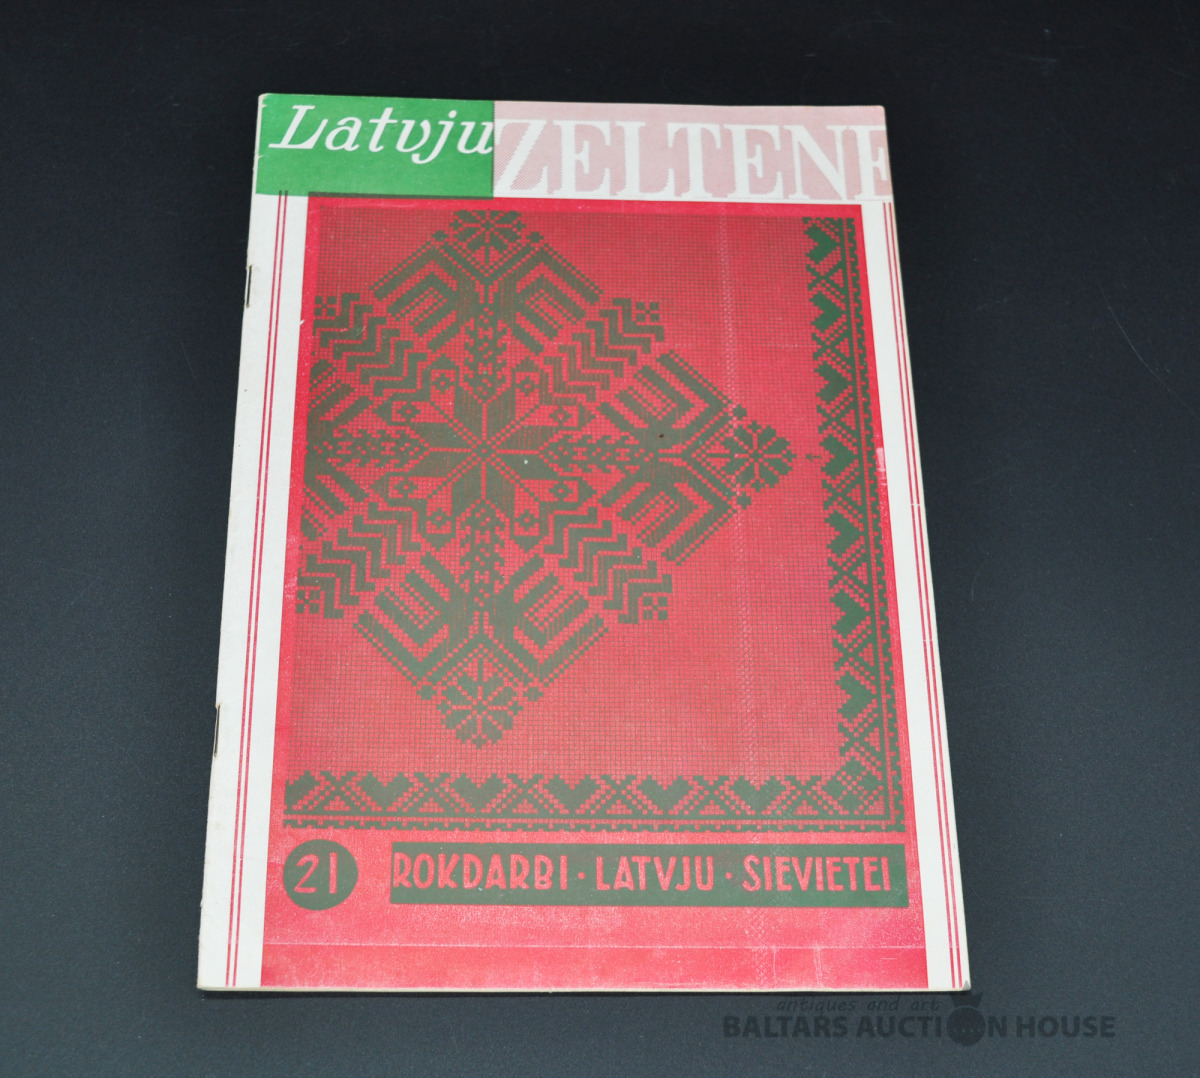 Latvju ZELTENE
21 ROKDARBI · LATVJU · SIEVIETEI
antiques and art
BALTARS AUCTION HOUSE